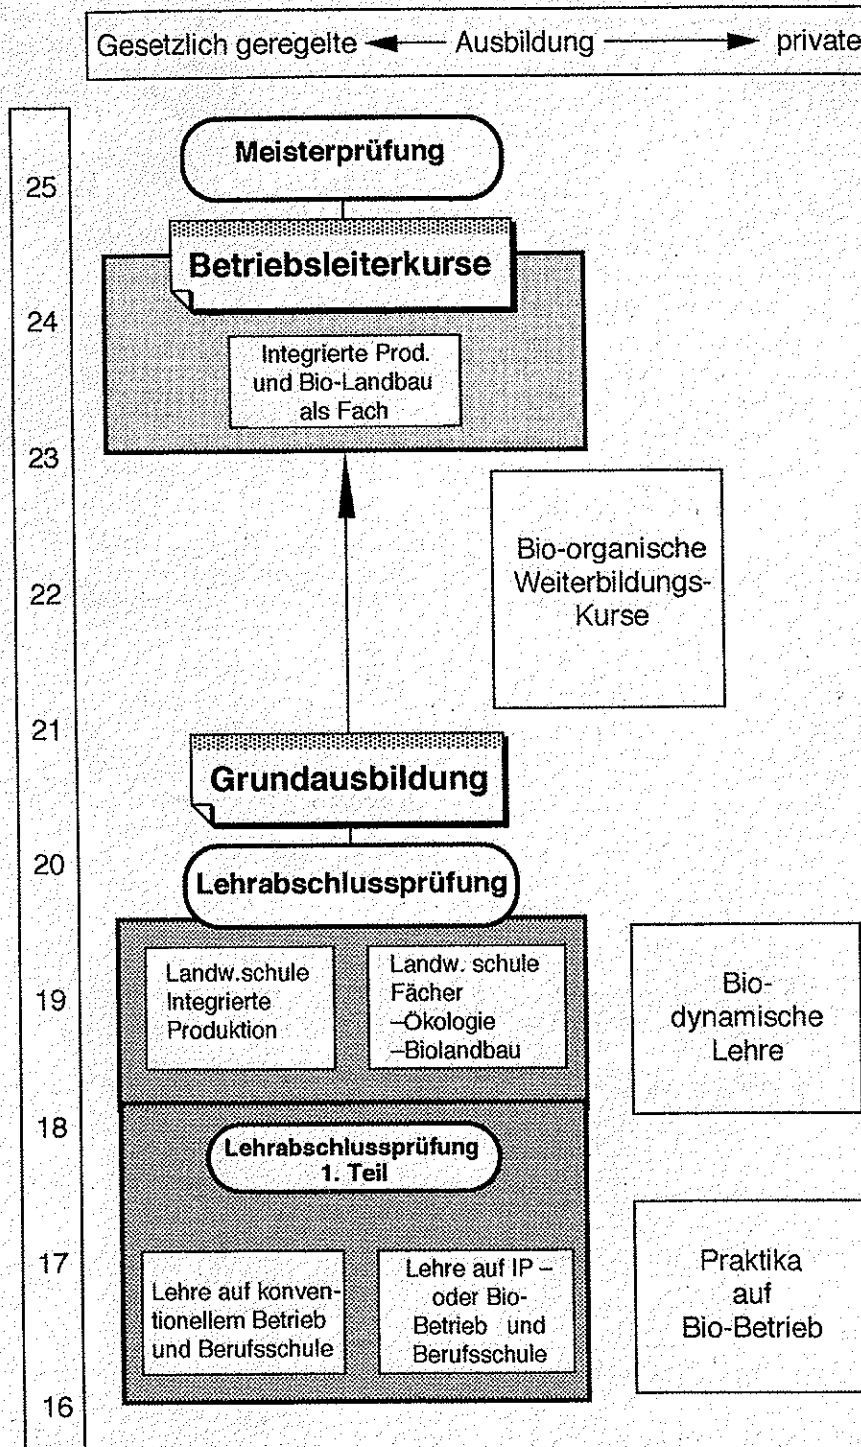 Gesetzlich geregelte Ausbildung private
25
24
23
22
21
20
19
18
17
16
Meisterprüfung
Betriebsleiterkurse
Integrierte Prod.
und Bio-Landbau
als Fach
Bio-organische
Weiterbildungs-
Kurse
Grundausbildung
Lehrabschlussprüfung
Landw.schule
Integrierte
Produktion
Landw. schule
Fächer
–Ökologie
–Biolandbau
Bio-
dynamische
Lehre
Lehrabschlussprüfung
1. Teil
Lehre auf konven-
tionellem Betrieb
und Berufsschule
Lehre auf IP –
oder Bio-
Betrieb und
Berufsschule
Praktika
auf
Bio-Betrieb